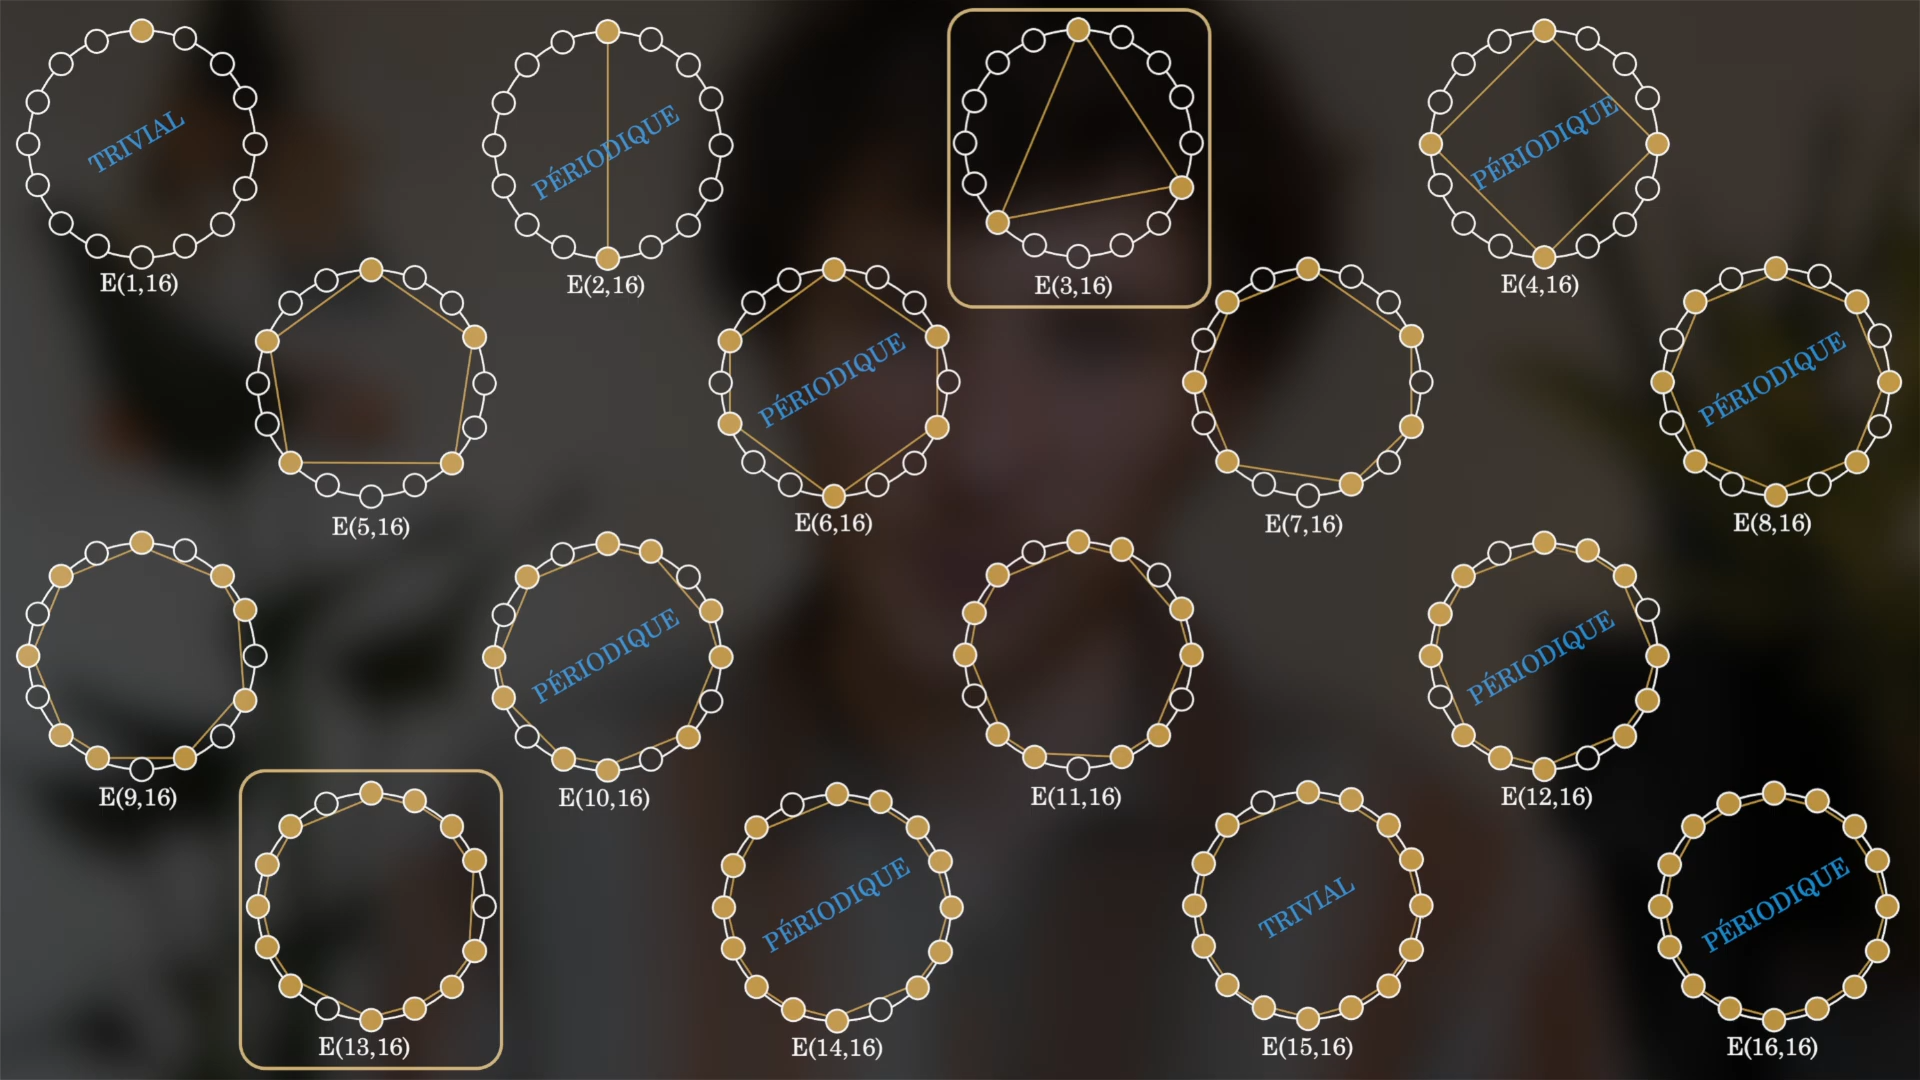 TRIVIAL
E(1,16)
PÉRIODIQUE
E(2,16)
E(3,16)
PÉRIODIQUE
E(4,16)
E(5,16)
PÉRIODIQUE
E(6,16)
E(7,16)
PÉRIODIQUE
E(8,16)
E(9,16)
PÉRIODIQUE
E(10,16)
E(11,16)
PÉRIODIQUE
E(12,16)
E(13,16)
PÉRIODIQUE
E(14,16)
TRIVIAL
E(15,16)
PÉRIODIQUE
E(16,16)